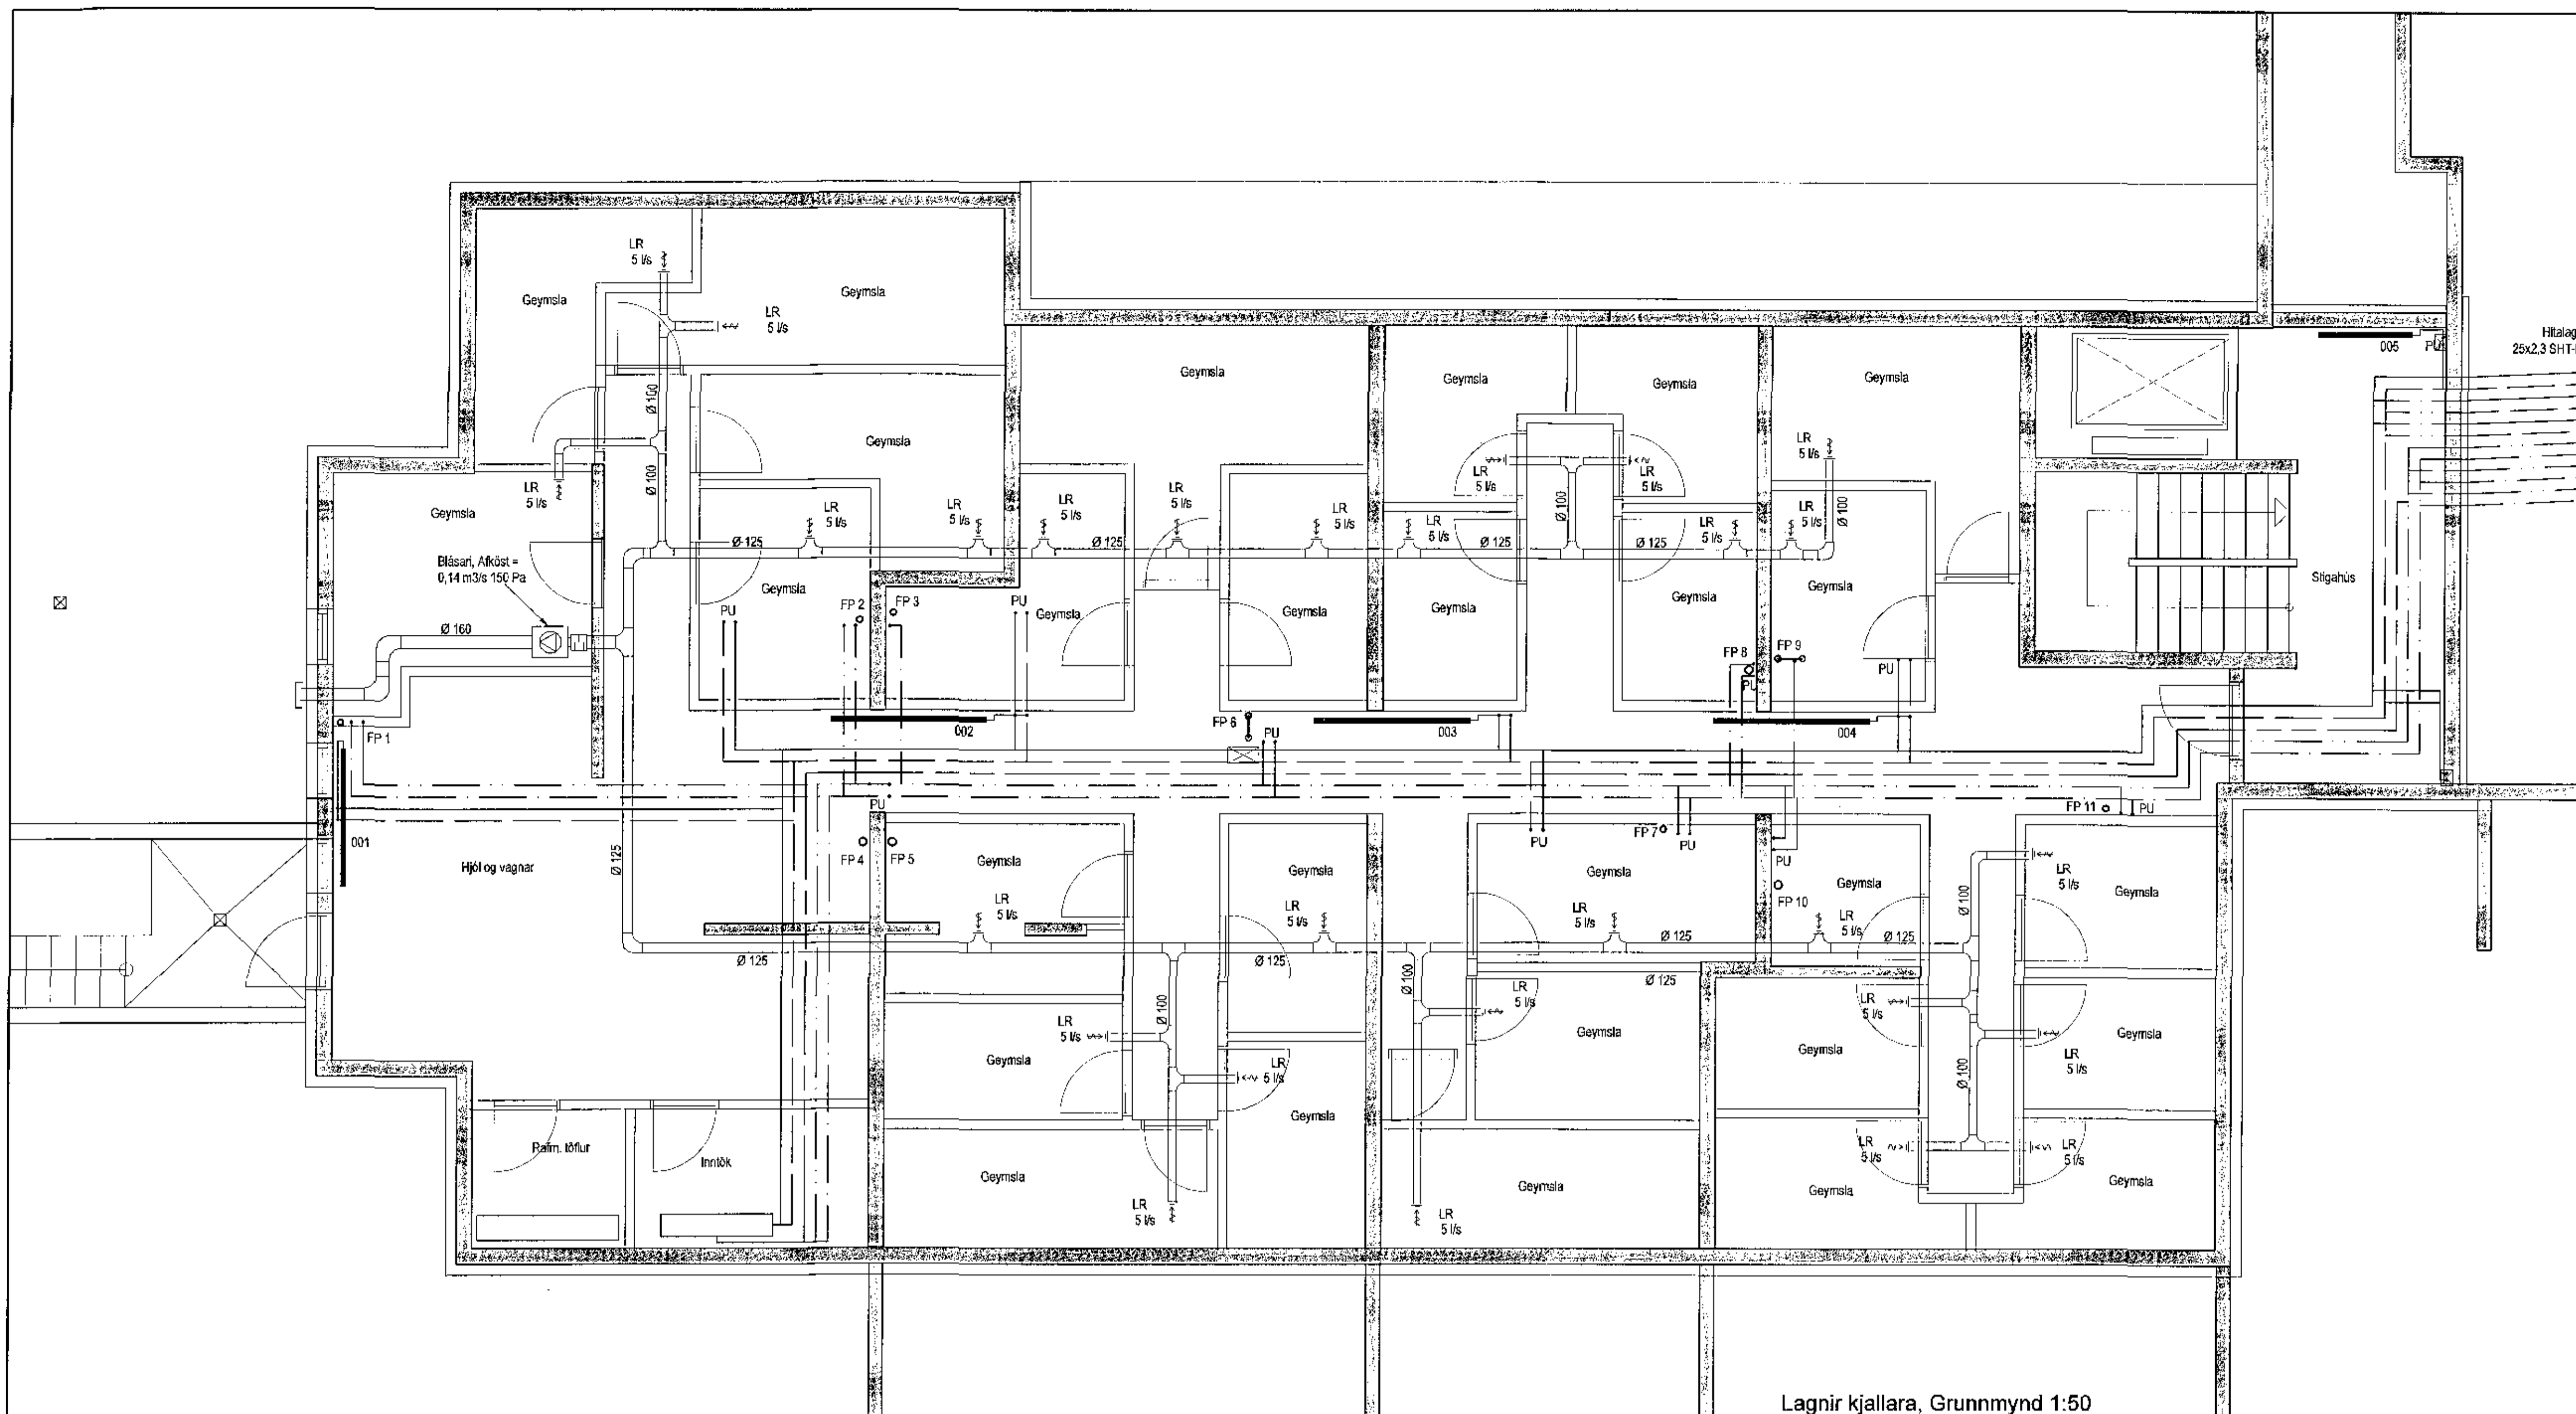 LR
5 l/s
Geymsla
Geymsla
LR
5 l/s
Hitalag
25x2,3 SHT-
005
PU
Geymsla
Geymsla
Geymsla
Geymsla
Ø 100
Geymsla
LR
5 l/s
Ø 100
LR
5 l/s
LR
5 l/s
LR
5 l/s
Ø 100
Ø 100
Geymsla
LR
5 l/s
LR
5 l/s
LR
5 l/s
LR
5 l/s
LR
5 l/s
LR
5 l/s
LR
5 l/s
LR
5 l/s
Ø 125
Ø 125
Ø 125
Ø 125
Blásari, Afköst =
0,14 m3/s 150 Pa
Geymsla
Geymsla
Geymsla
Geymsla
Geymsla
Geymsla
Stigahús
Ø 160
PU
FP 2
FP 3
PU
FP 8
FP 9
PU
PU
FP 1
002
FP 6
PU
003
004
PU
FP 4
FP 5
PU
FP 7
PU
PU
FP 11
PU
001
Hjól og vagnar
Ø 125
Geymsla
Geymsla
Geymsla
Geymsla
FP 10
LR
5 l/s
Geymsla
LR
5 l/s
LR
5 l/s
LR
5 l/s
LR
5 l/s
Ø 100
Ø 125
Ø 125
Ø 125
Ø 125
Ø 125
Ø 100
Ø 100
LR
5 l/s
LR
5 l/s
LR
5 l/s
Geymsla
LR
5 l/s
Geymsla
Geymsla
Geymsla
LR
5 l/s
LR
5 l/s
Ø 100
Geymsla
Rafm. töflur
Inntök
LR
5 l/s
LR
5 l/s
Geymsla
Geymsla
Geymsla
Geymsla
LR
5 l/s
LR
5 l/s
Lagnir kjallara, Grunnmynd 1:50